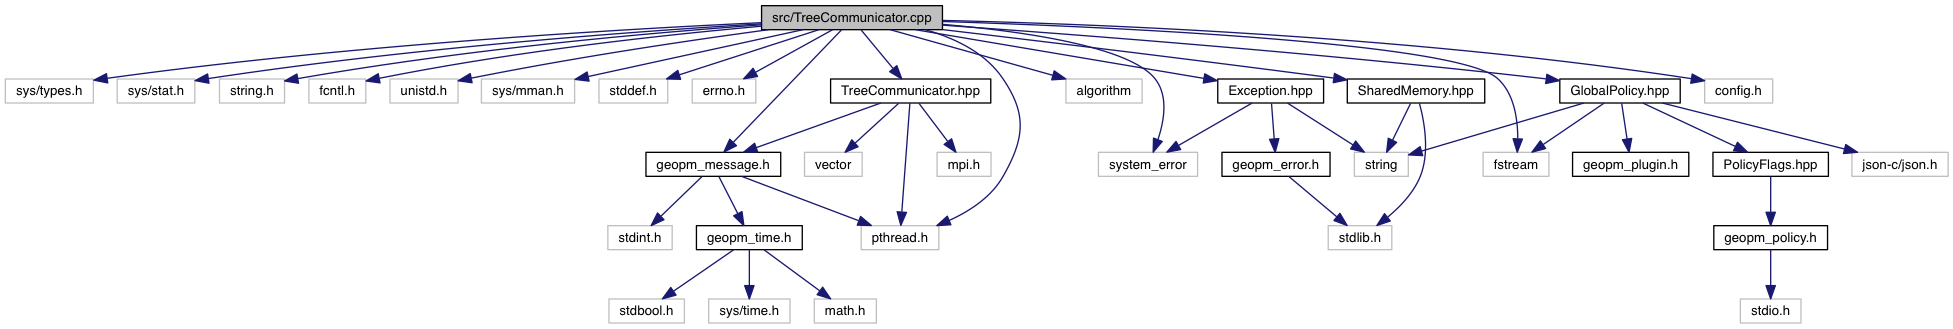 src/TreeCommunicator.cpp
sys/types.h
sys/stat.h
string.h
fcntl.h
unistd.h
sys/mman.h
stddef.h
errno.h
TreeCommunicator.hpp
algorithm
Exception.hpp
SharedMemory.hpp
GlobalPolicy.hpp
config.h
geopm_message.h
vector
mpi.h
system_error
geopm_error.h
string
fstream
geopm_plugin.h
PolicyFlags.hpp
json-c/json.h
stdint.h
geopm_time.h
pthread.h
stdlib.h
geopm_policy.h
stdbool.h
sys/time.h
math.h
stdio.h